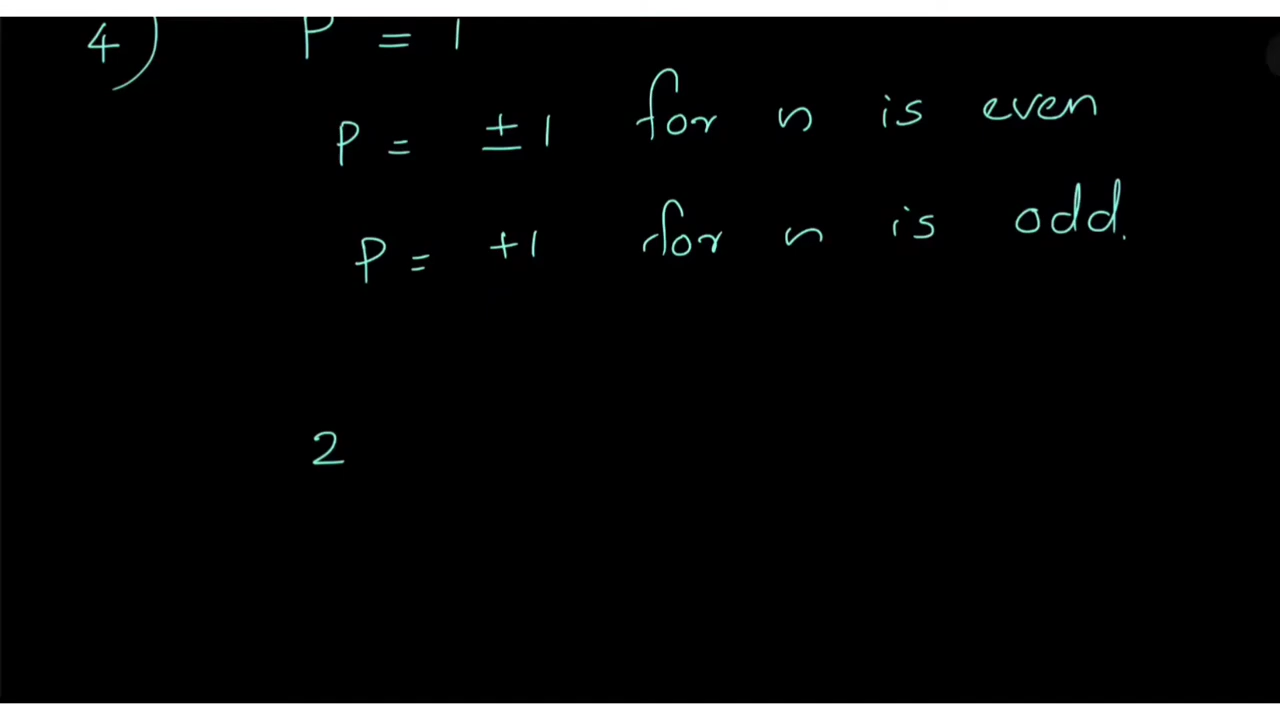 4) P = 1
P = ± 1 for n is even
P = +1 for n is odd.
2